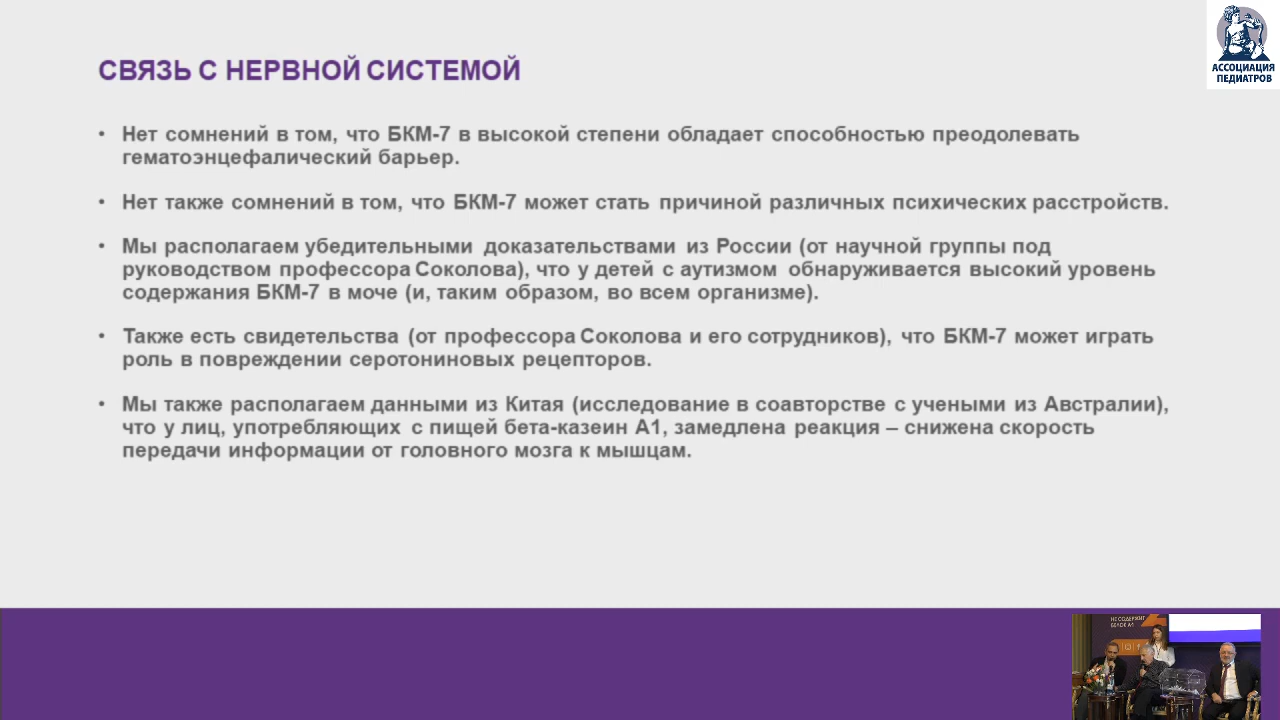 АССОЦИАЦИЯ
ПЕДИАТРОВ
СВЯЗЬ С НЕРВНОЙ СИСТЕМОЙ
• Нет сомнений в том, что БКМ-7 в высокой степени обладает способностью преодолевать
гематоэнцефалический барьер.
• Нет также сомнений в том, что БКМ-7 может стать причиной различных психических расстройств.
• Мы располагаем убедительными доказательствами из России (от научной группы под
руководством профессора Соколова), что у детей с аутизмом обнаруживается высокий уровень
содержания БКМ-7 в моче (и, таким образом, во всем организме).
• Также есть свидетельства (от профессора Соколова и его сотрудников), что БКМ-7 может играть
роль в повреждении серотониновых рецепторов.
• Мы также располагаем данными из Китая (исследование в соавторстве с учеными из Австралии),
что у лиц, употребляющих с пищей бета-казеин А1, замедлена реакция – снижена скорость
передачи информации от головного мозга к мышцам.
НЕ СОДЕРЖИТ
БЕЛОК А1